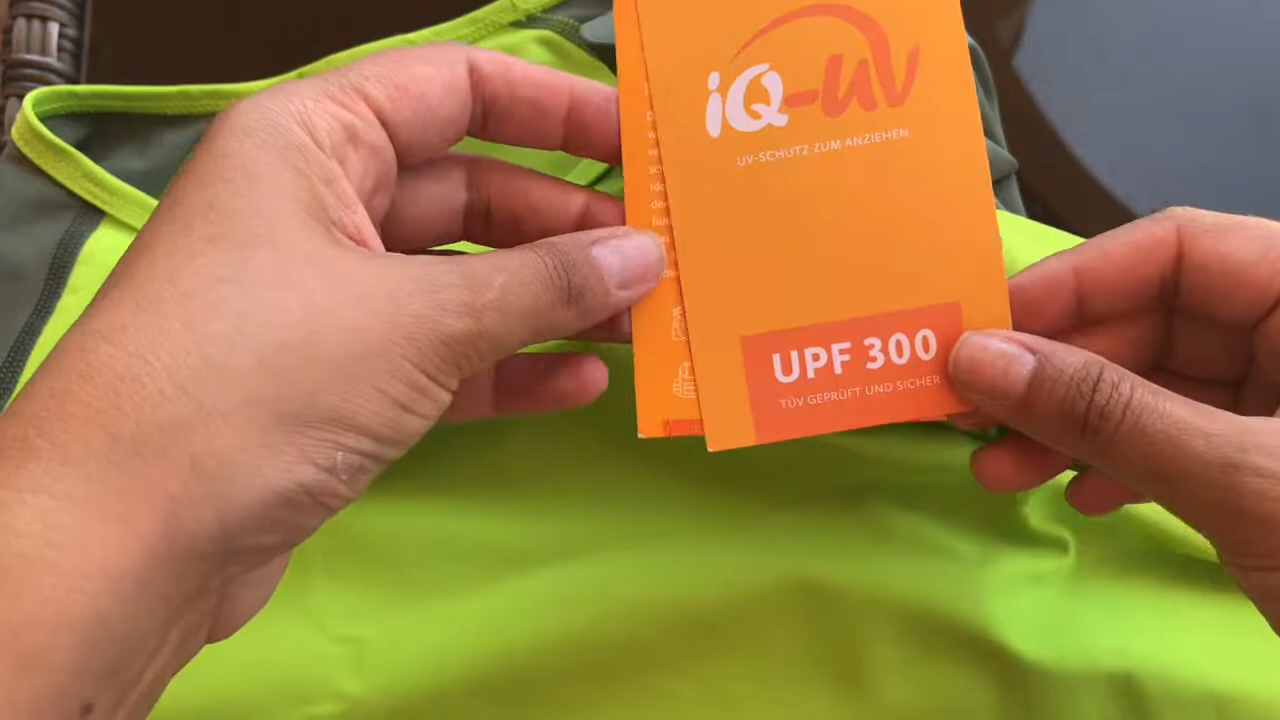 iQ-UV
UV-SCHUTZ ZUM ANZIEHEN
UPF 300
TÜV GEPRÜFT UND SICHER